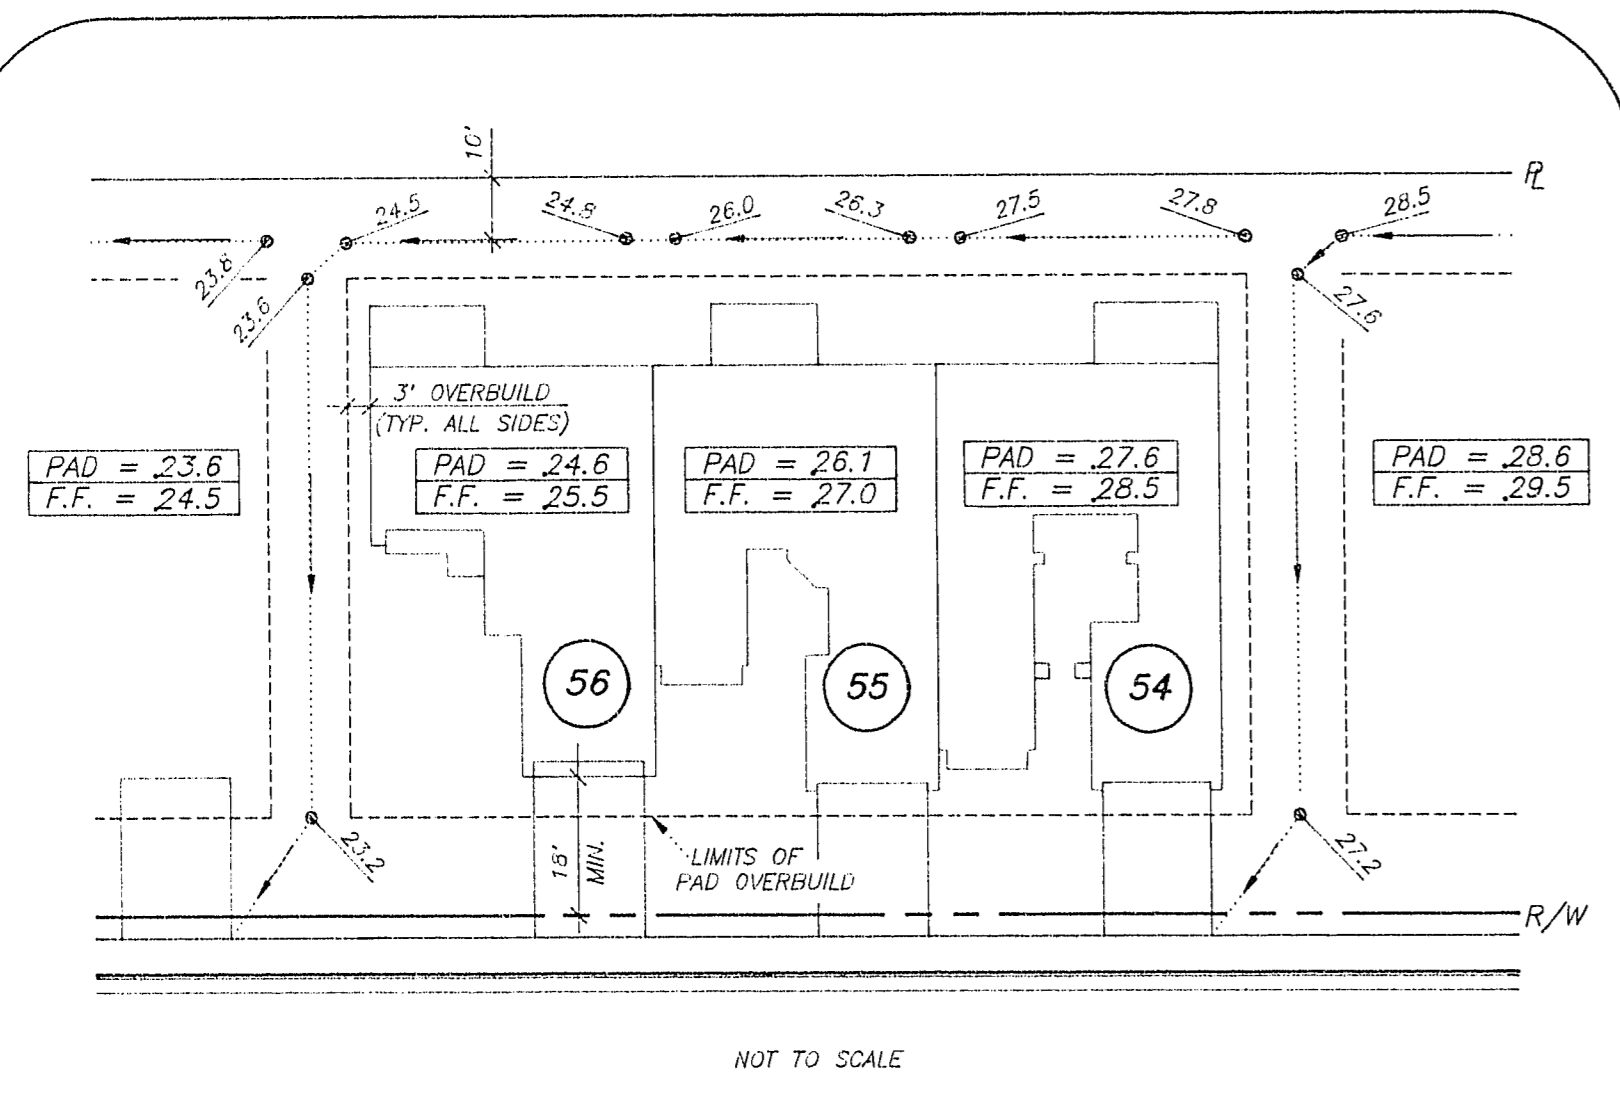 10'
℄
24.5
24.8
26.0
26.3
27.5
27.8
28.5
23.8
23.6
27.6
3' OVERBUILD
(TYP. ALL SIDES)
PAD = 23.6
F.F. = 24.5
PAD = 24.6
F.F. = 25.5
PAD = 26.1
F.F. = 27.0
PAD = 27.6
F.F. = 28.5
PAD = 28.6
F.F. = 29.5
56
55
54
23.2
18'
MIN.
LIMITS OF
PAD OVERBUILD
27.2
R/W
NOT TO SCALE